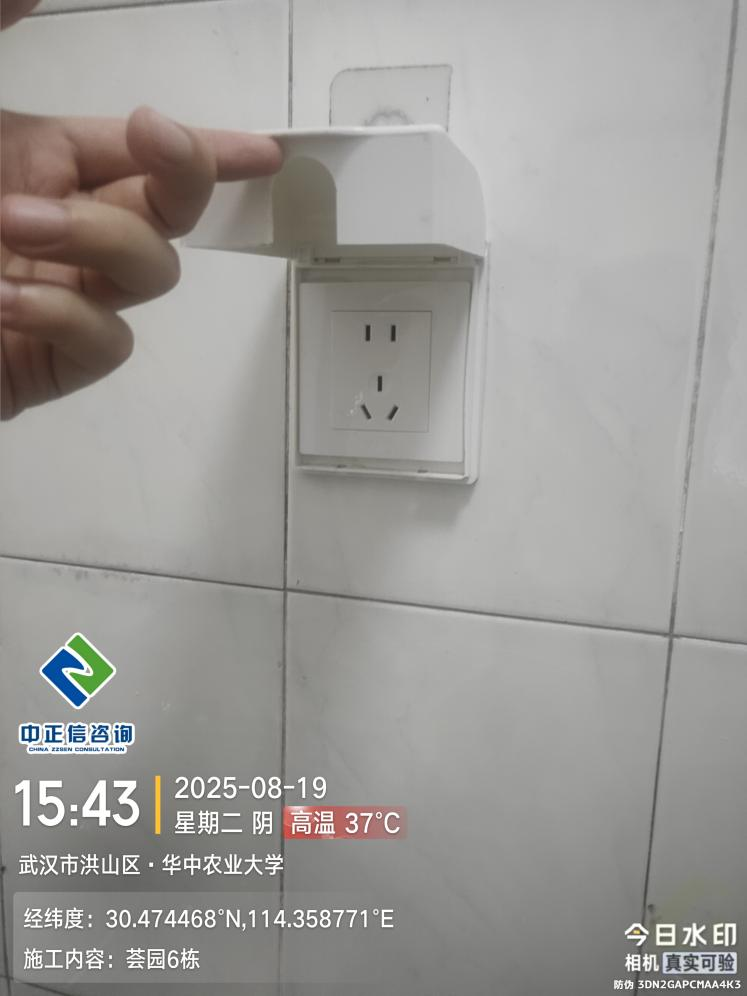 中正信咨询
CHINA ZZSEN CONSULTATION
15:43
2025-08-19
星期二 阴 高温 37°C
武汉市洪山区·华中农业大学
经纬度：30.474468°N,114.358771°E
施工内容：荟园6栋
今日水印
相机 真实可验
防伪 3DN2GAPCMAA4K3